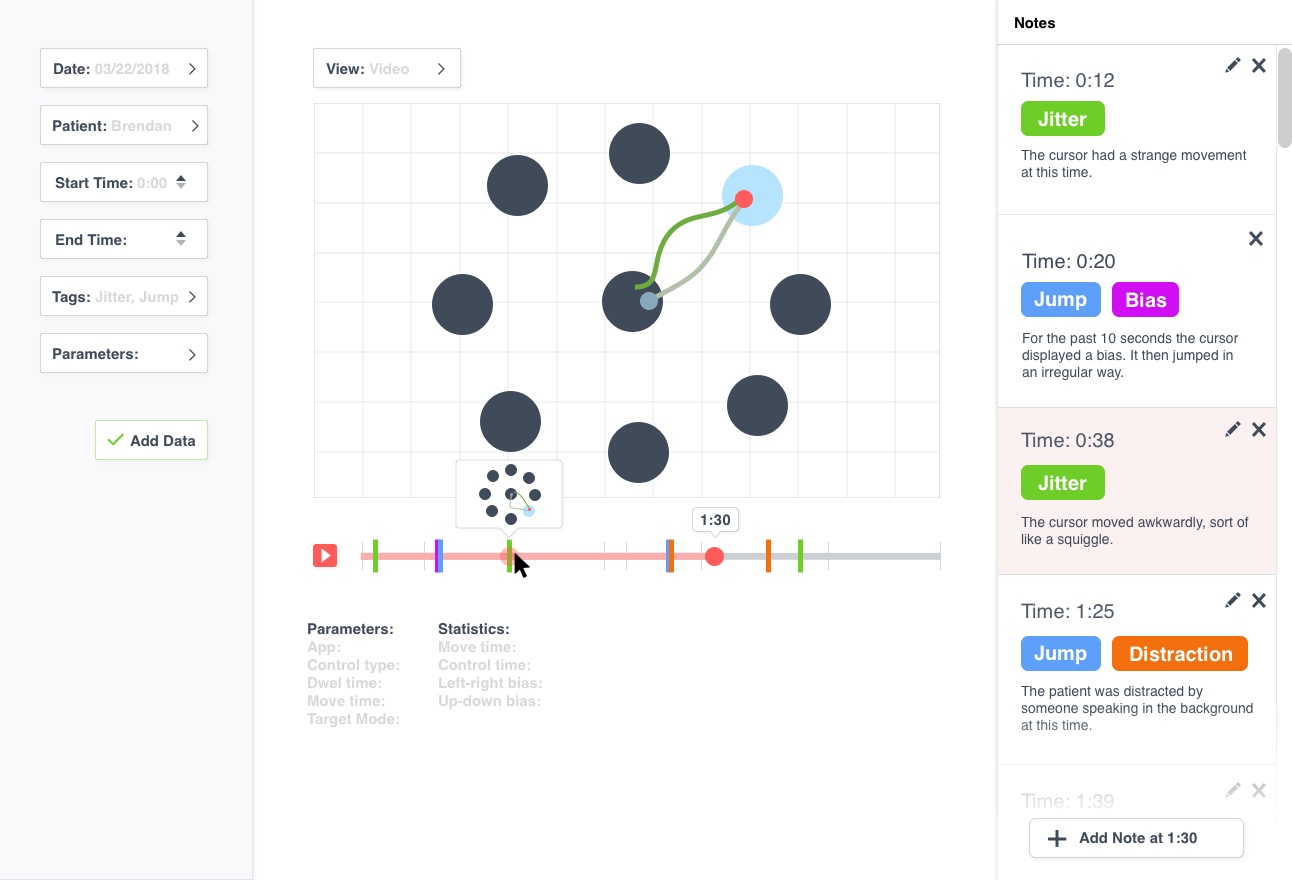 Date: 03/22/2018
Patient: Brendan
Start Time: 0:00
End Time:
Tags: Jitter, Jump
Parameters:
Add Data
View: Video
1:30
Parameters:
App:
Control type:
Dwel time:
Move time:
Target Mode:
Statistics:
Move time:
Control time:
Left-right bias:
Up-down bias:
Notes
Time: 0:12
Jitter
The cursor had a strange movement
at this time.
Time: 0:20
Jump Bias
For the past 10 seconds the cursor
displayed a bias. It then jumped in
an irregular way.
Time: 0:38
Jitter
The cursor moved awkwardly, sort of
like a squiggle.
Time: 1:25
Jump Distraction
The patient was distracted by
someone speaking in the background
at this time.
Time: 1:39
Add Note at 1:30